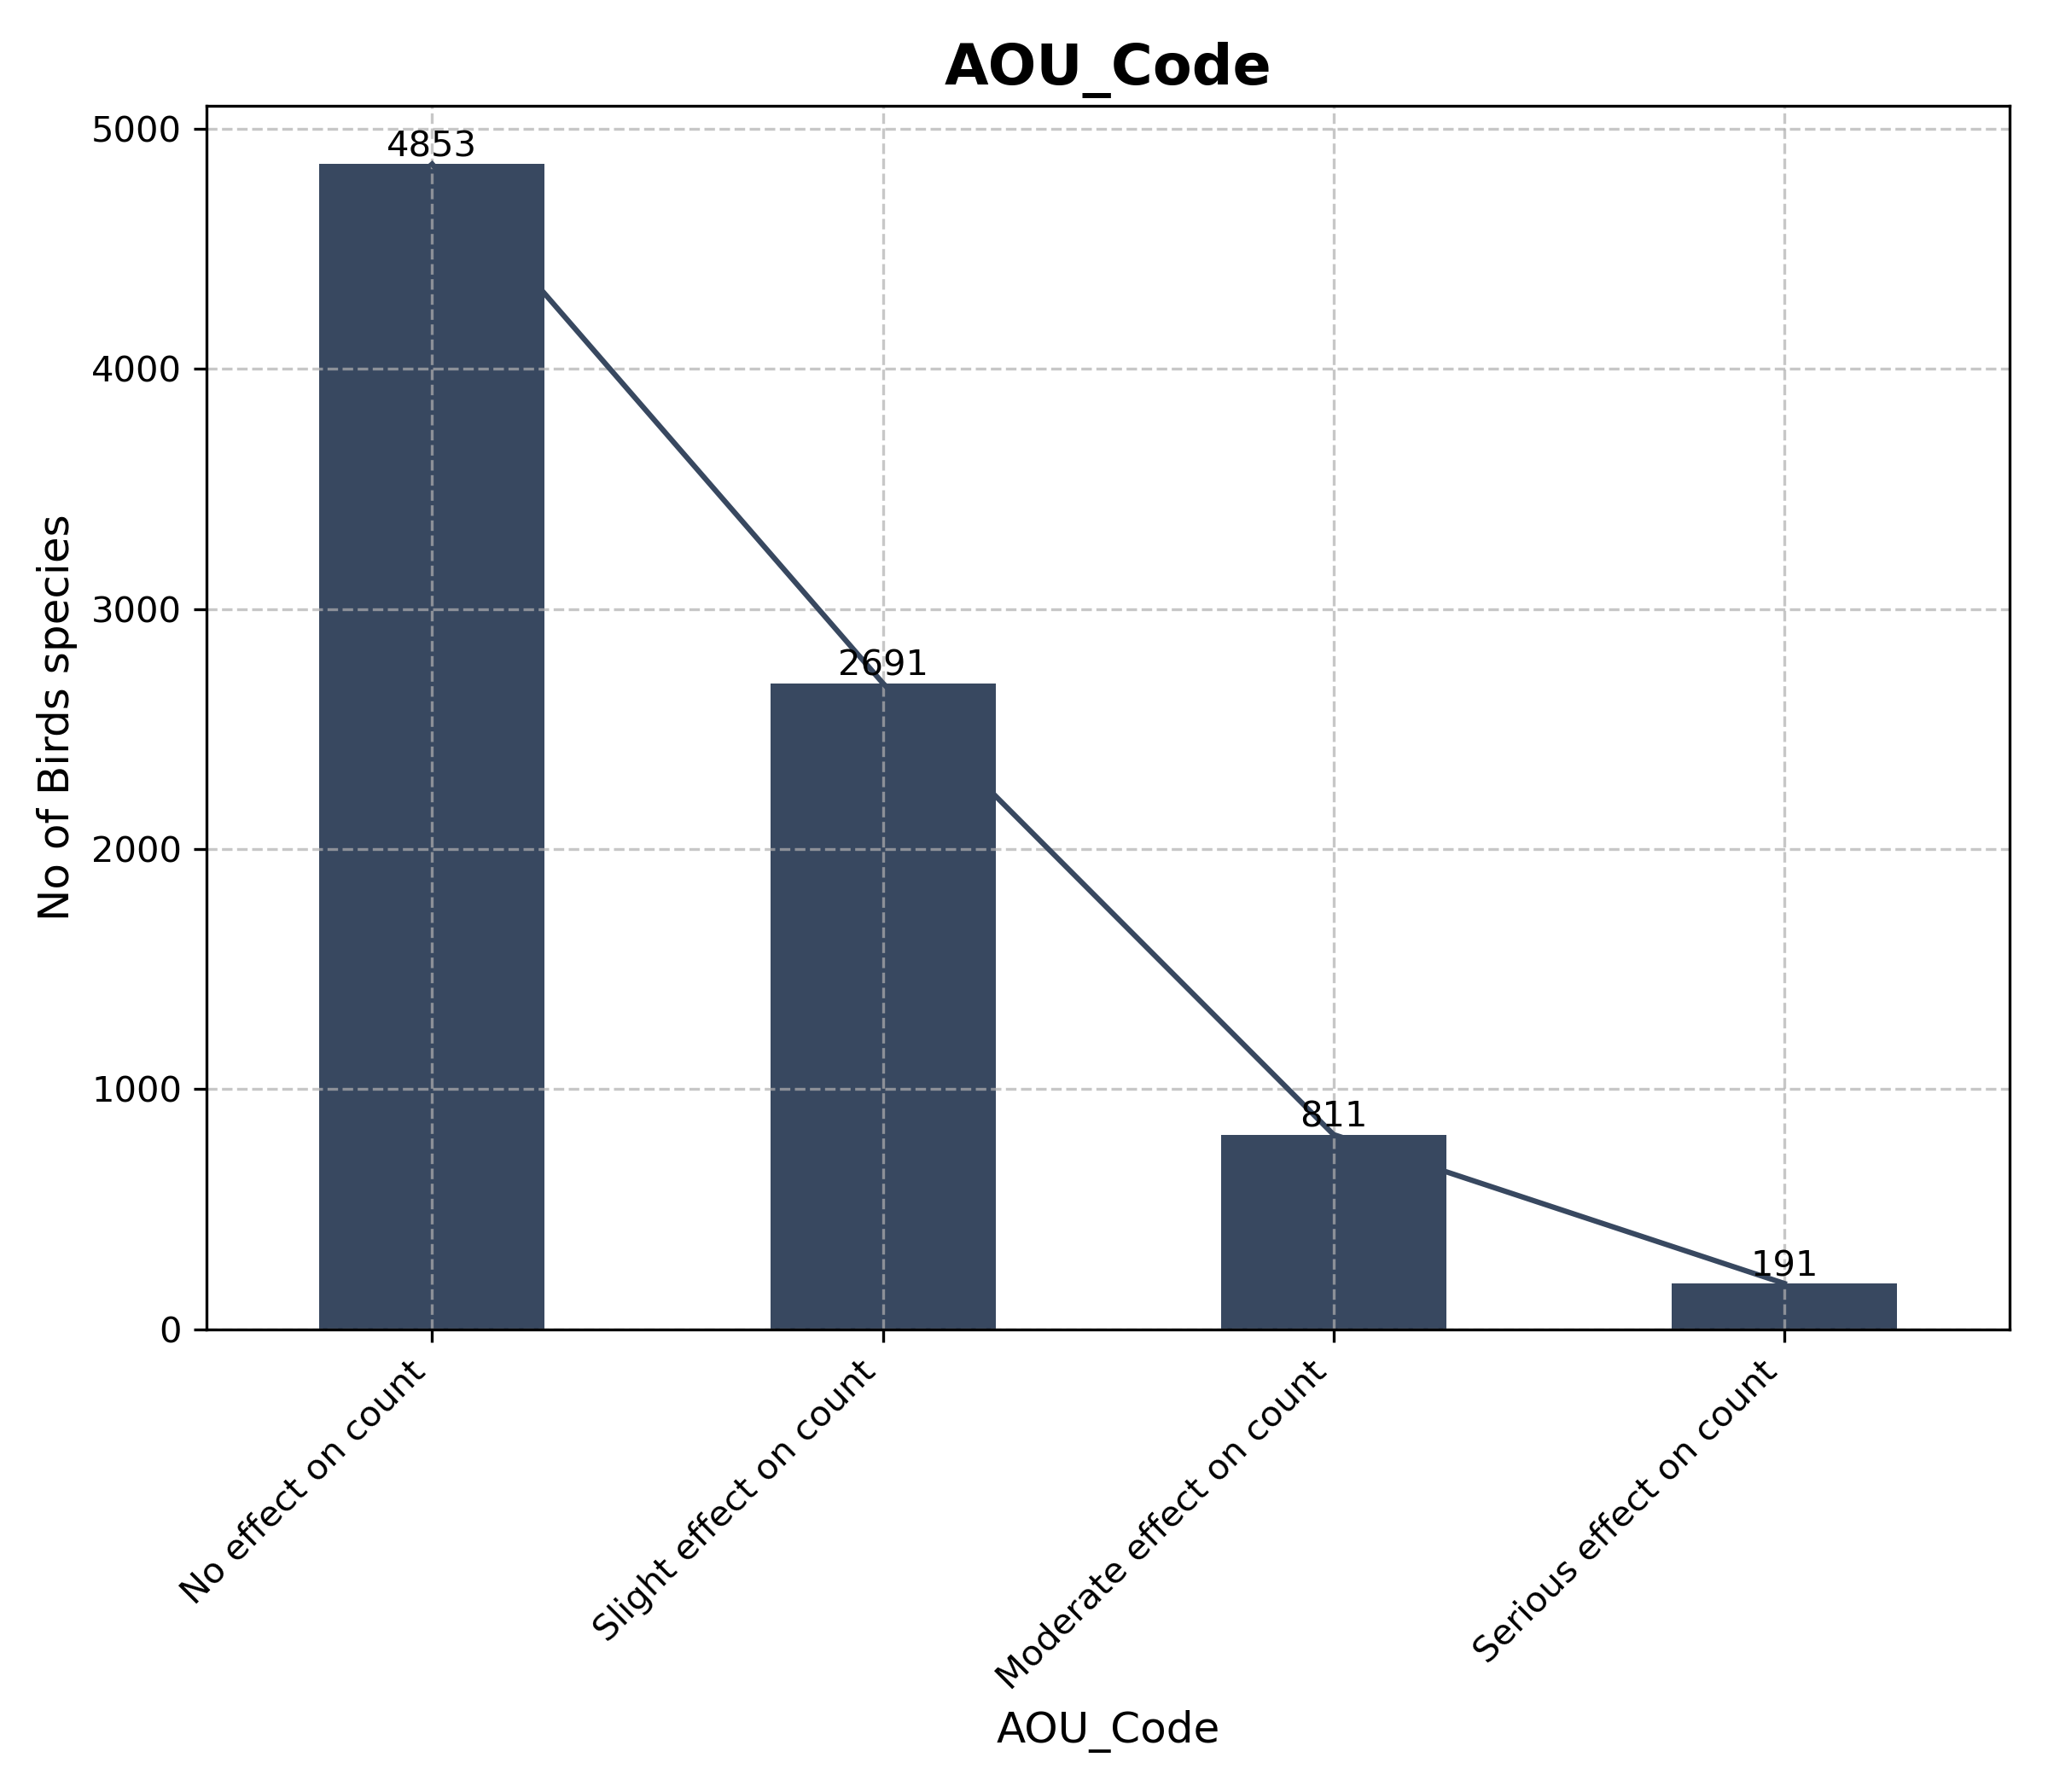 AOU_Code
5000
4000
3000
2000
1000
0
No of Birds species
4853
2691
811
191
No effect on count
Slight effect on count
Moderate effect on count
Serious effect on count
AOU_Code